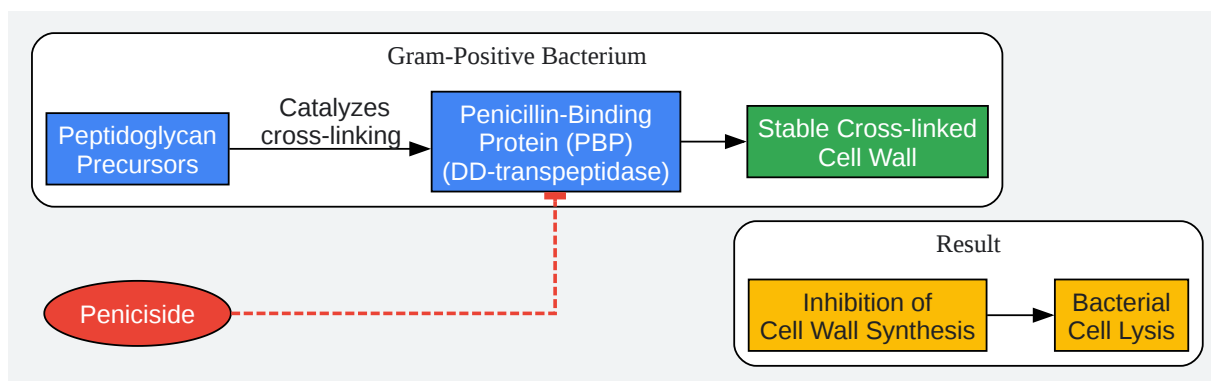 Gram-Positive Bacterium
Catalyzes
cross-linking
Peptidoglycan
Precursors
Penicillin-Binding
Protein (PBP)
(DD-transpeptidase)
Stable Cross-linked
Cell Wall
Result
Peniciside
Inhibition of
Cell Wall Synthesis
Bacterial
Cell Lysis